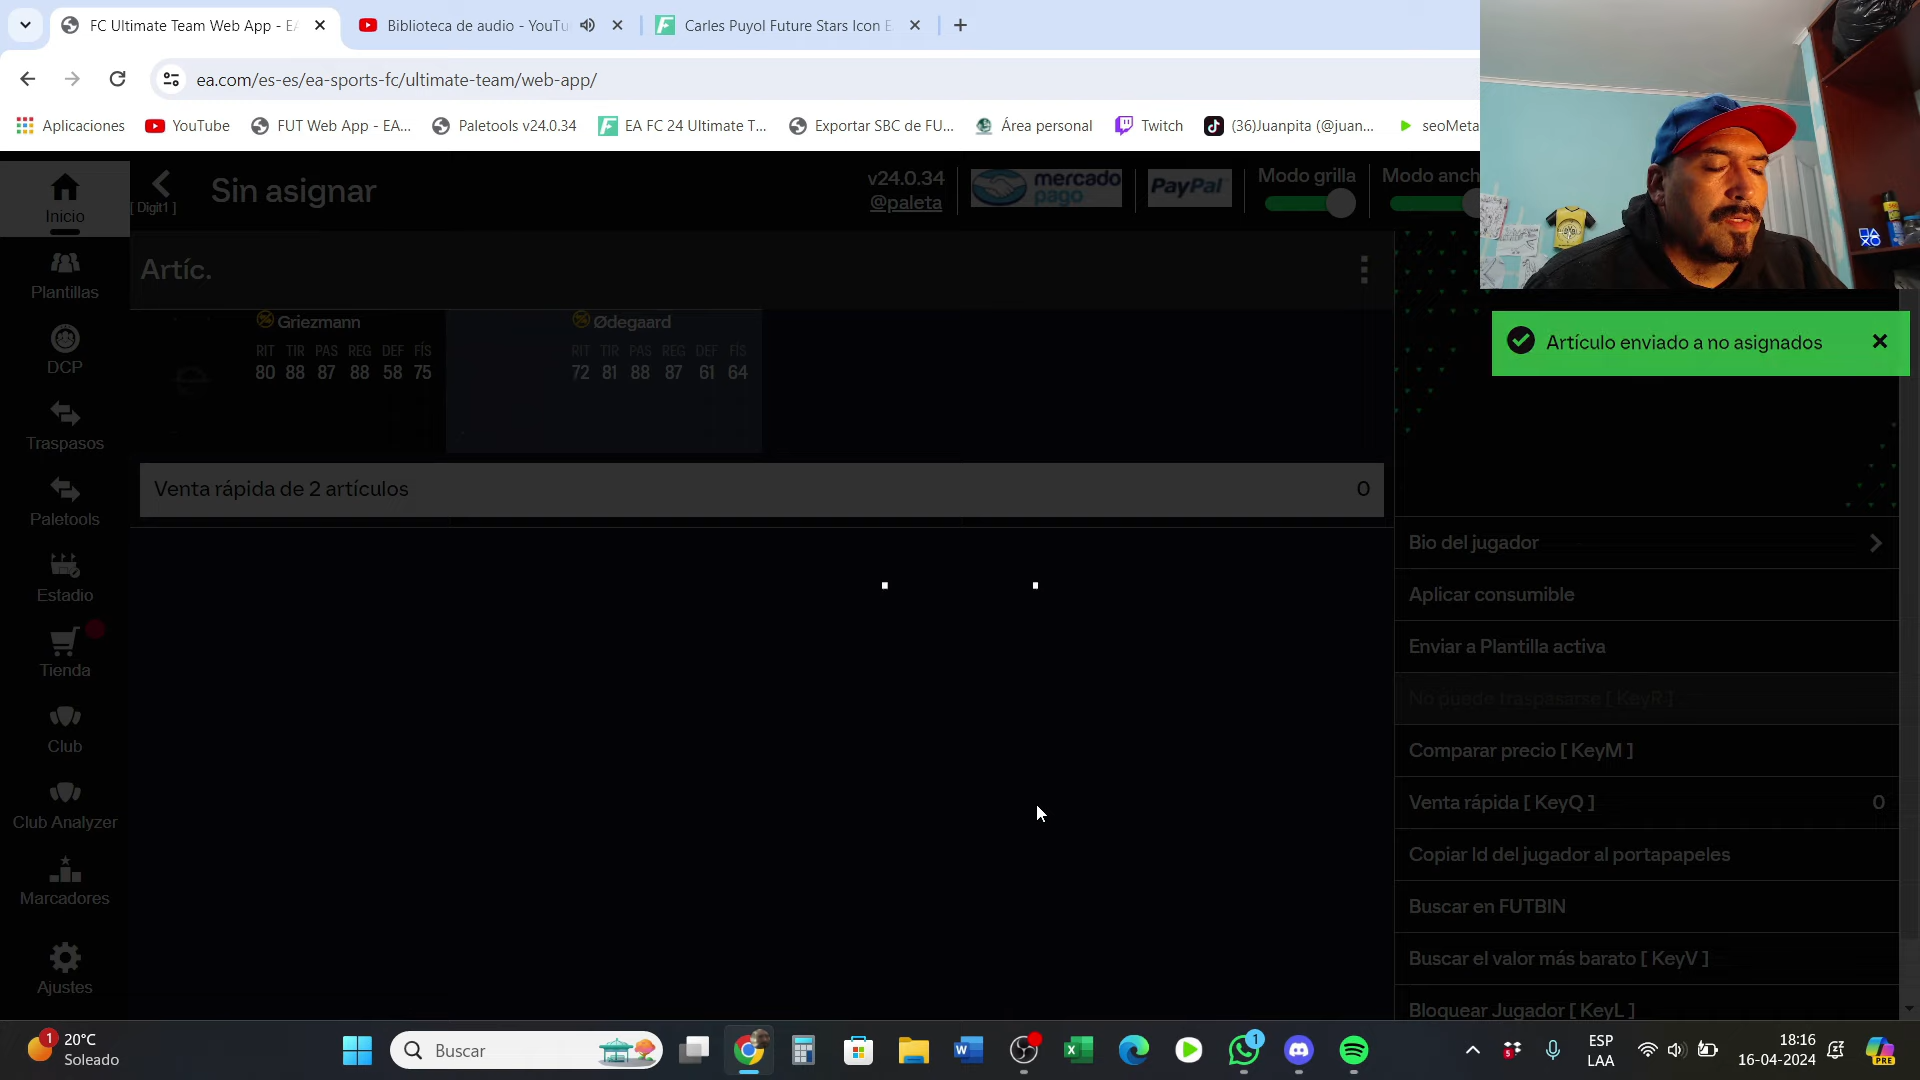 FC Ultimate Team Web App - EA
Biblioteca de audio - YouTu
Carles Puyol Future Stars Icon E
ea.com/es-es/ea-sports-fc/ultimate-team/web-app/
Aplicaciones
YouTube
FUT Web App - EA...
Paletools v24.0.34
EA FC 24 Ultimate T...
Exportar SBC de FU...
Área personal
Twitch
(36)Juanpita (@juan...
seoMeta
Inicio
[ Digit1 ]
Sin asignar
v24.0.34
@paleta
mercado
pago
PayPal
Modo grilla
Modo anch
Plantillas
DCP
Traspasos
Paletools
Estadio
Tienda
Club
Club Analyzer
Marcadores
Ajustes
Artíc.
Griezmann
RIT TIR PAS REG DEF FÍS
80 88 87 88 58 75
Ødegaard
RIT TIR PAS REG DEF FÍS
72 81 88 87 61 64
Venta rápida de 2 artículos 0
Artículo enviado a no asignados
Bio del jugador
Aplicar consumible
Enviar a Plantilla activa
No puede traspasarse [ KeyR ]
Comparar precio [ KeyM ]
Venta rápida [ KeyQ ] 0
Copiar Id del jugador al portapapeles
Buscar en FUTBIN
Buscar el valor más barato [ KeyV ]
Bloquear Jugador [ KeyL ]
1
20°C
Soleado
Buscar
1
5
ESP
LAA
18:16
16-04-2024
PRE